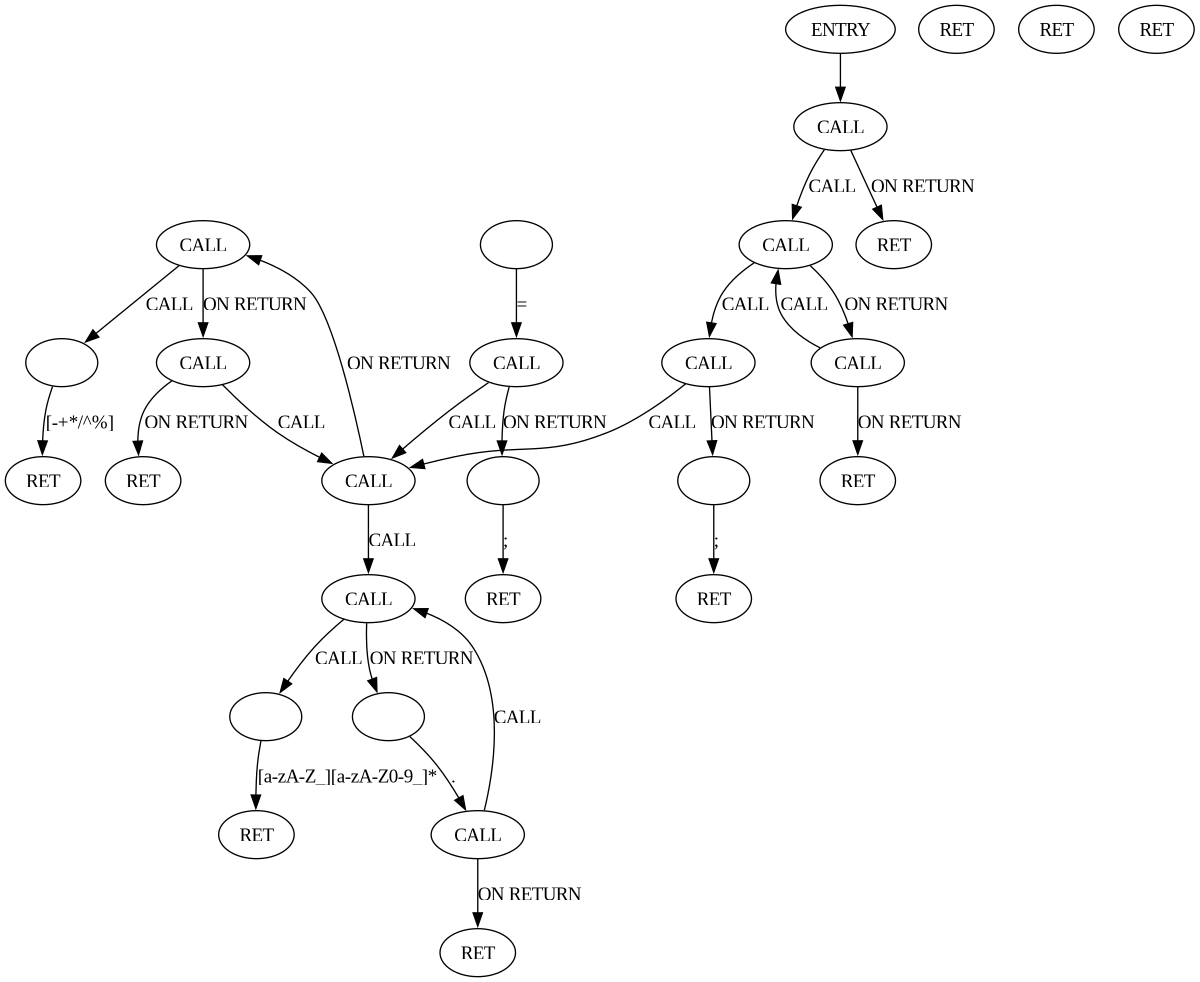 ENTRY RET RET RET
CALL
CALL ON RETURN
CALL CALL RET
CALL ON RETURN = CALL CALL ON RETURN
ON RETURN
CALL CALL CALL CALL
[-+*/^%] ON RETURN CALL CALL ON RETURN CALL ON RETURN ON RETURN
RET RET CALL RET
CALL ; ;
CALL RET RET
CALL ON RETURN
CALL
[a-zA-Z_][a-zA-Z0-9_]* .
RET CALL
ON RETURN
RET